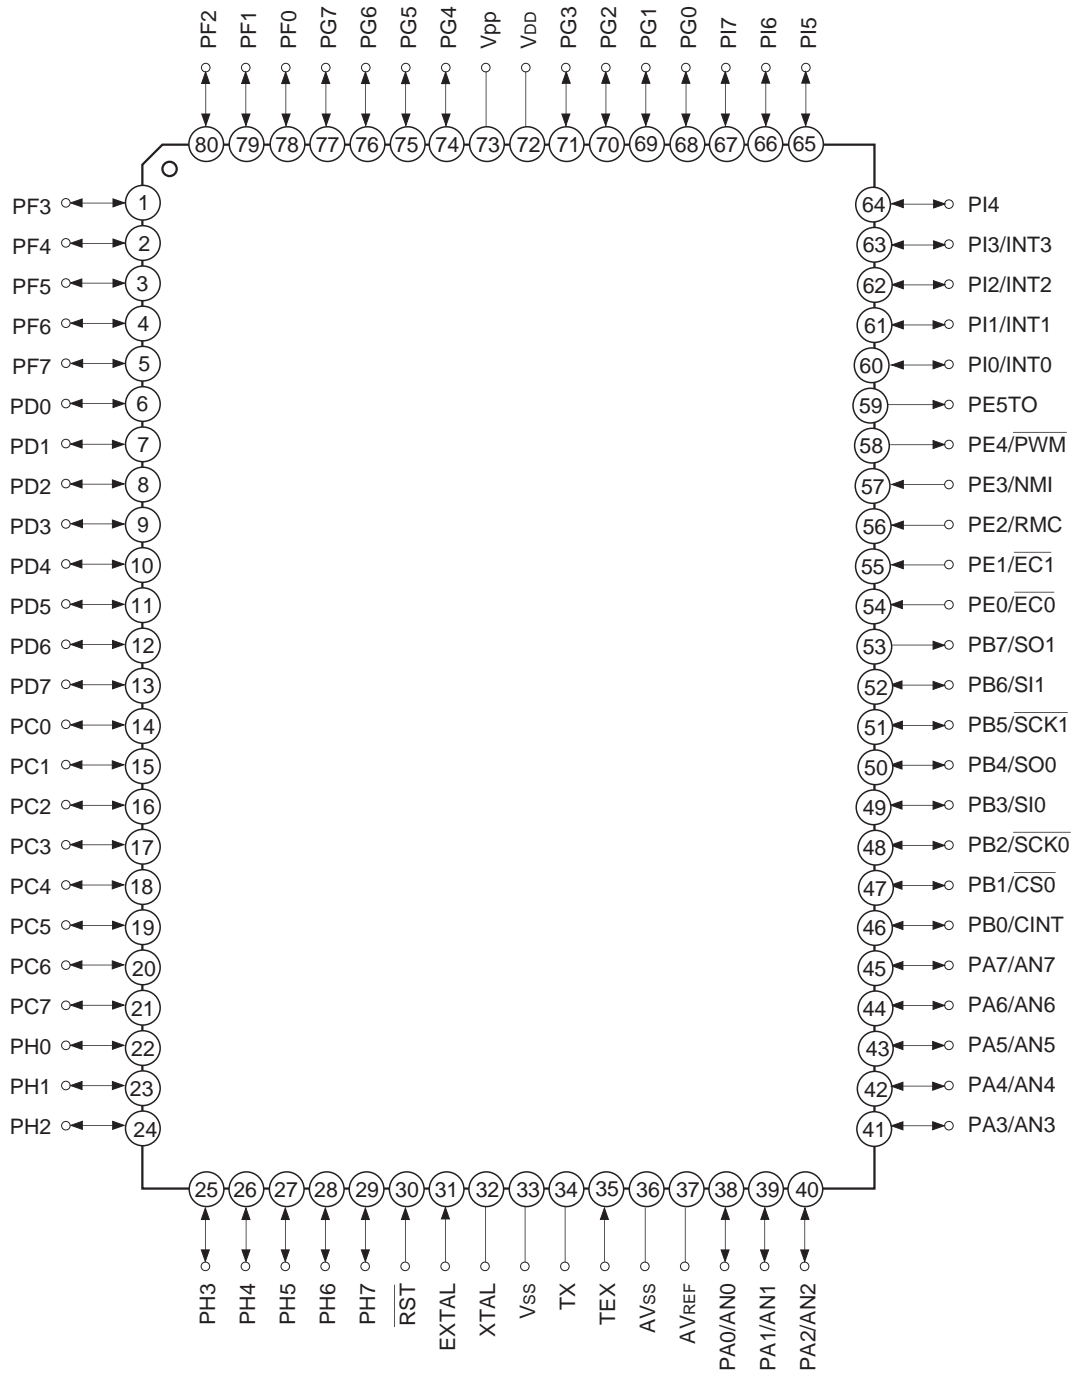 PF2 PF1 PF0 PG7 PG6 PG5 PG4 Vpp VDD PG3 PG2 PG1 PG0 PI7 PI6 PI5
80 79 78 77 76 75 74 73 72 71 70 69 68 67 66 65
PF3 1 64 PI4
PF4 2 63 PI3/INT3
PF5 3 62 PI2/INT2
PF6 4 61 PI1/INT1
PF7 5 60 PI0/INT0
PD0 6 59 PE5TO
PD1 7 58 PE4/PWM
PD2 8 57 PE3/NMI
PD3 9 56 PE2/RMC
PD4 10 55 PE1/EC1
PD5 11 54 PE0/EC0
PD6 12 53 PB7/SO1
PD7 13 52 PB6/SI1
PC0 14 51 PB5/SCK1
PC1 15 50 PB4/SO0
PC2 16 49 PB3/SI0
PC3 17 48 PB2/SCK0
PC4 18 47 PB1/CS0
PC5 19 46 PB0/CINT
PC6 20 45 PA7/AN7
PC7 21 44 PA6/AN6
PH0 22 43 PA5/AN5
PH1 23 42 PA4/AN4
PH2 24 41 PA3/AN3
25 26 27 28 29 30 31 32 33 34 35 36 37 38 39 40
PH3 PH4 PH5 PH6 PH7 RST EXTAL XTAL Vss TX TEX AVss AVREF PA0/AN0 PA1/AN1 PA2/AN2